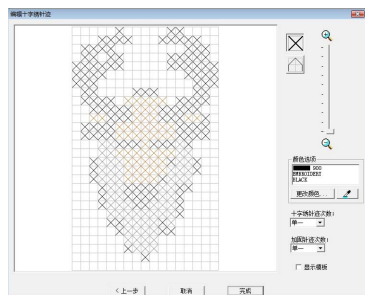 编辑十字绣针迹
颜色选项
900
EMBROIDERY
BLACK
更改颜色...
十字绣针迹次数:
单一
加固针迹次数:
单一
显示模板
< 上一步
取消
完成